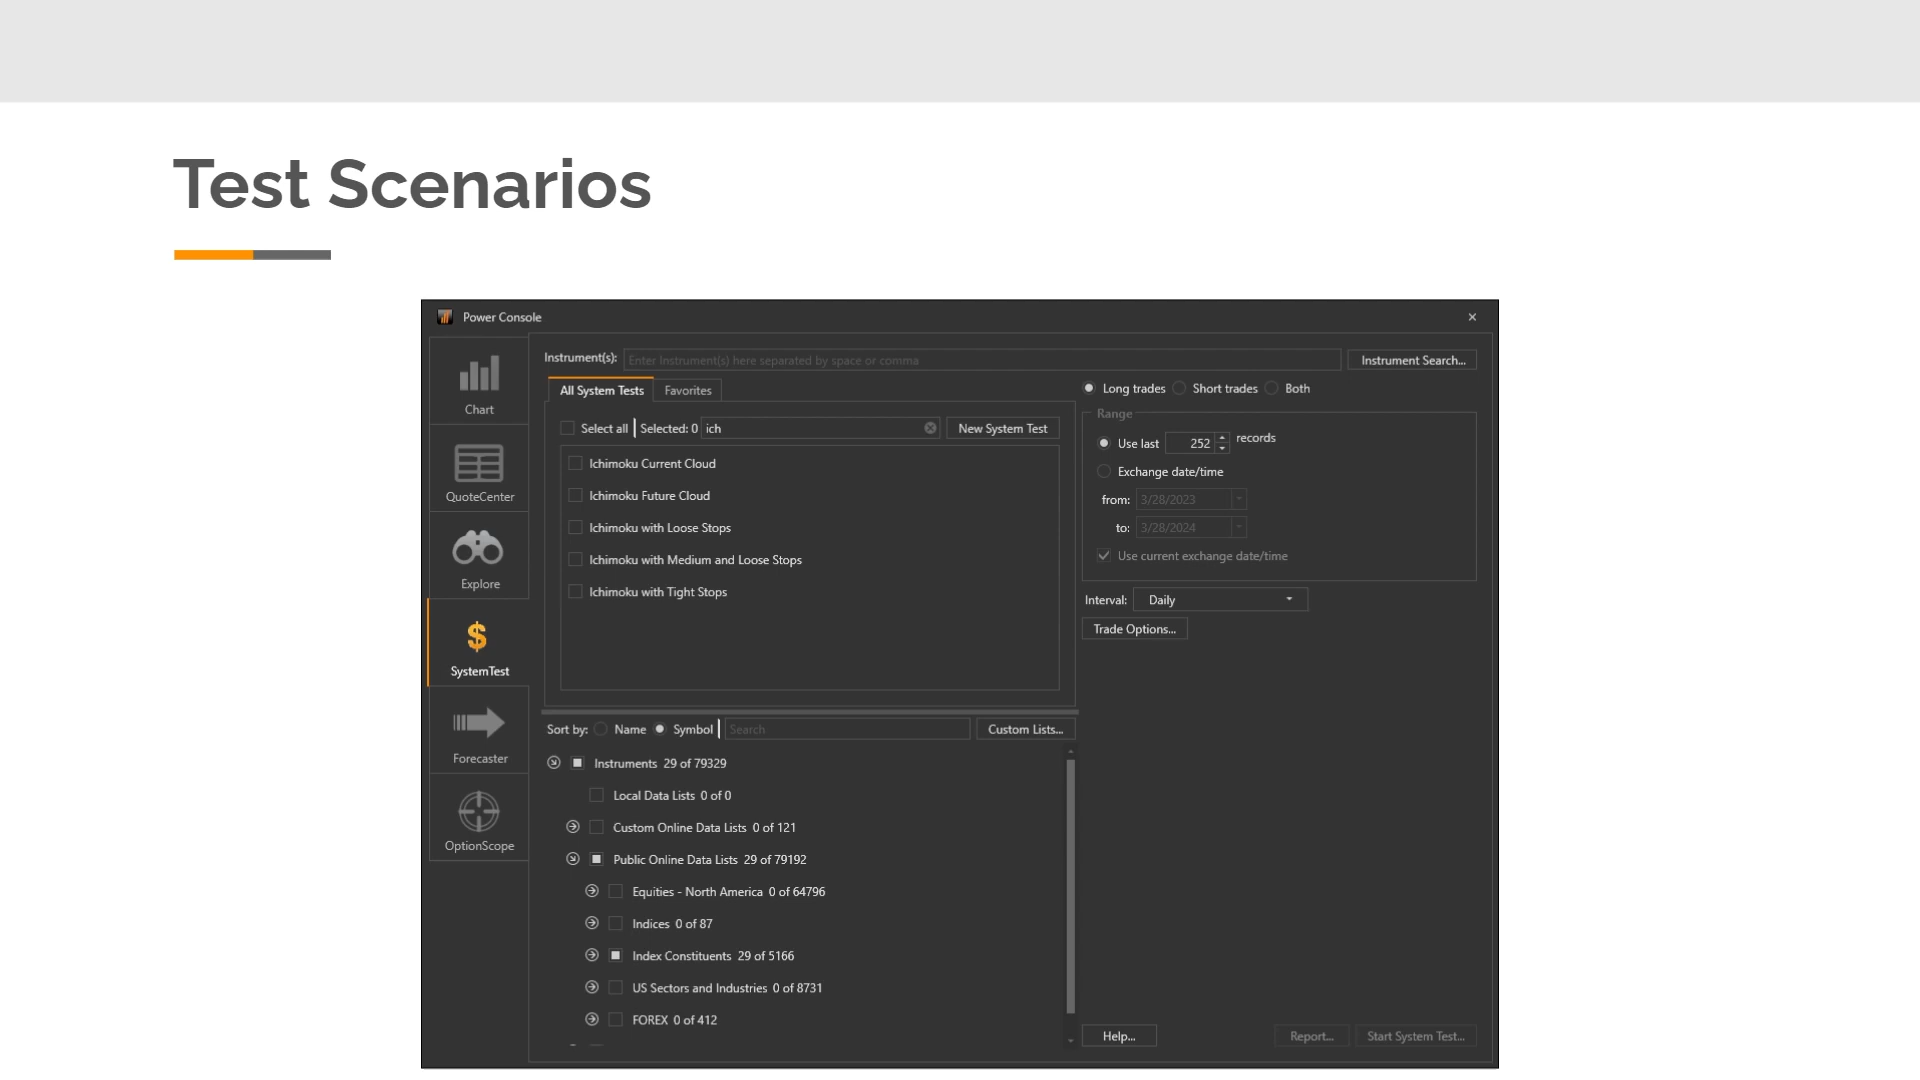 Test Scenarios
Power Console
Chart
QuoteCenter
Explore
$
SystemTest
Forecaster
OptionScope
Instrument(s): Enter Instrument(s) here separated by space or comma Instrument Search...
All System Tests Favorites
Select all Selected: 0 ich New System Test
Ichimoku Current Cloud
Ichimoku Future Cloud
Ichimoku with Loose Stops
Ichimoku with Medium and Loose Stops
Ichimoku with Tight Stops
Long trades Short trades Both
Range
Use last 252 records
Exchange date/time
from: 3/28/2023
to: 3/28/2024
Use current exchange date/time
Interval: Daily
Trade Options...
Sort by: Name Symbol Search Custom Lists...
Instruments 29 of 79329
Local Data Lists 0 of 0
Custom Online Data Lists 0 of 121
Public Online Data Lists 29 of 79192
Equities - North America 0 of 64796
Indices 0 of 87
Index Constituents 29 of 5166
US Sectors and Industries 0 of 8731
FOREX 0 of 412
Help... Report... Start System Test...